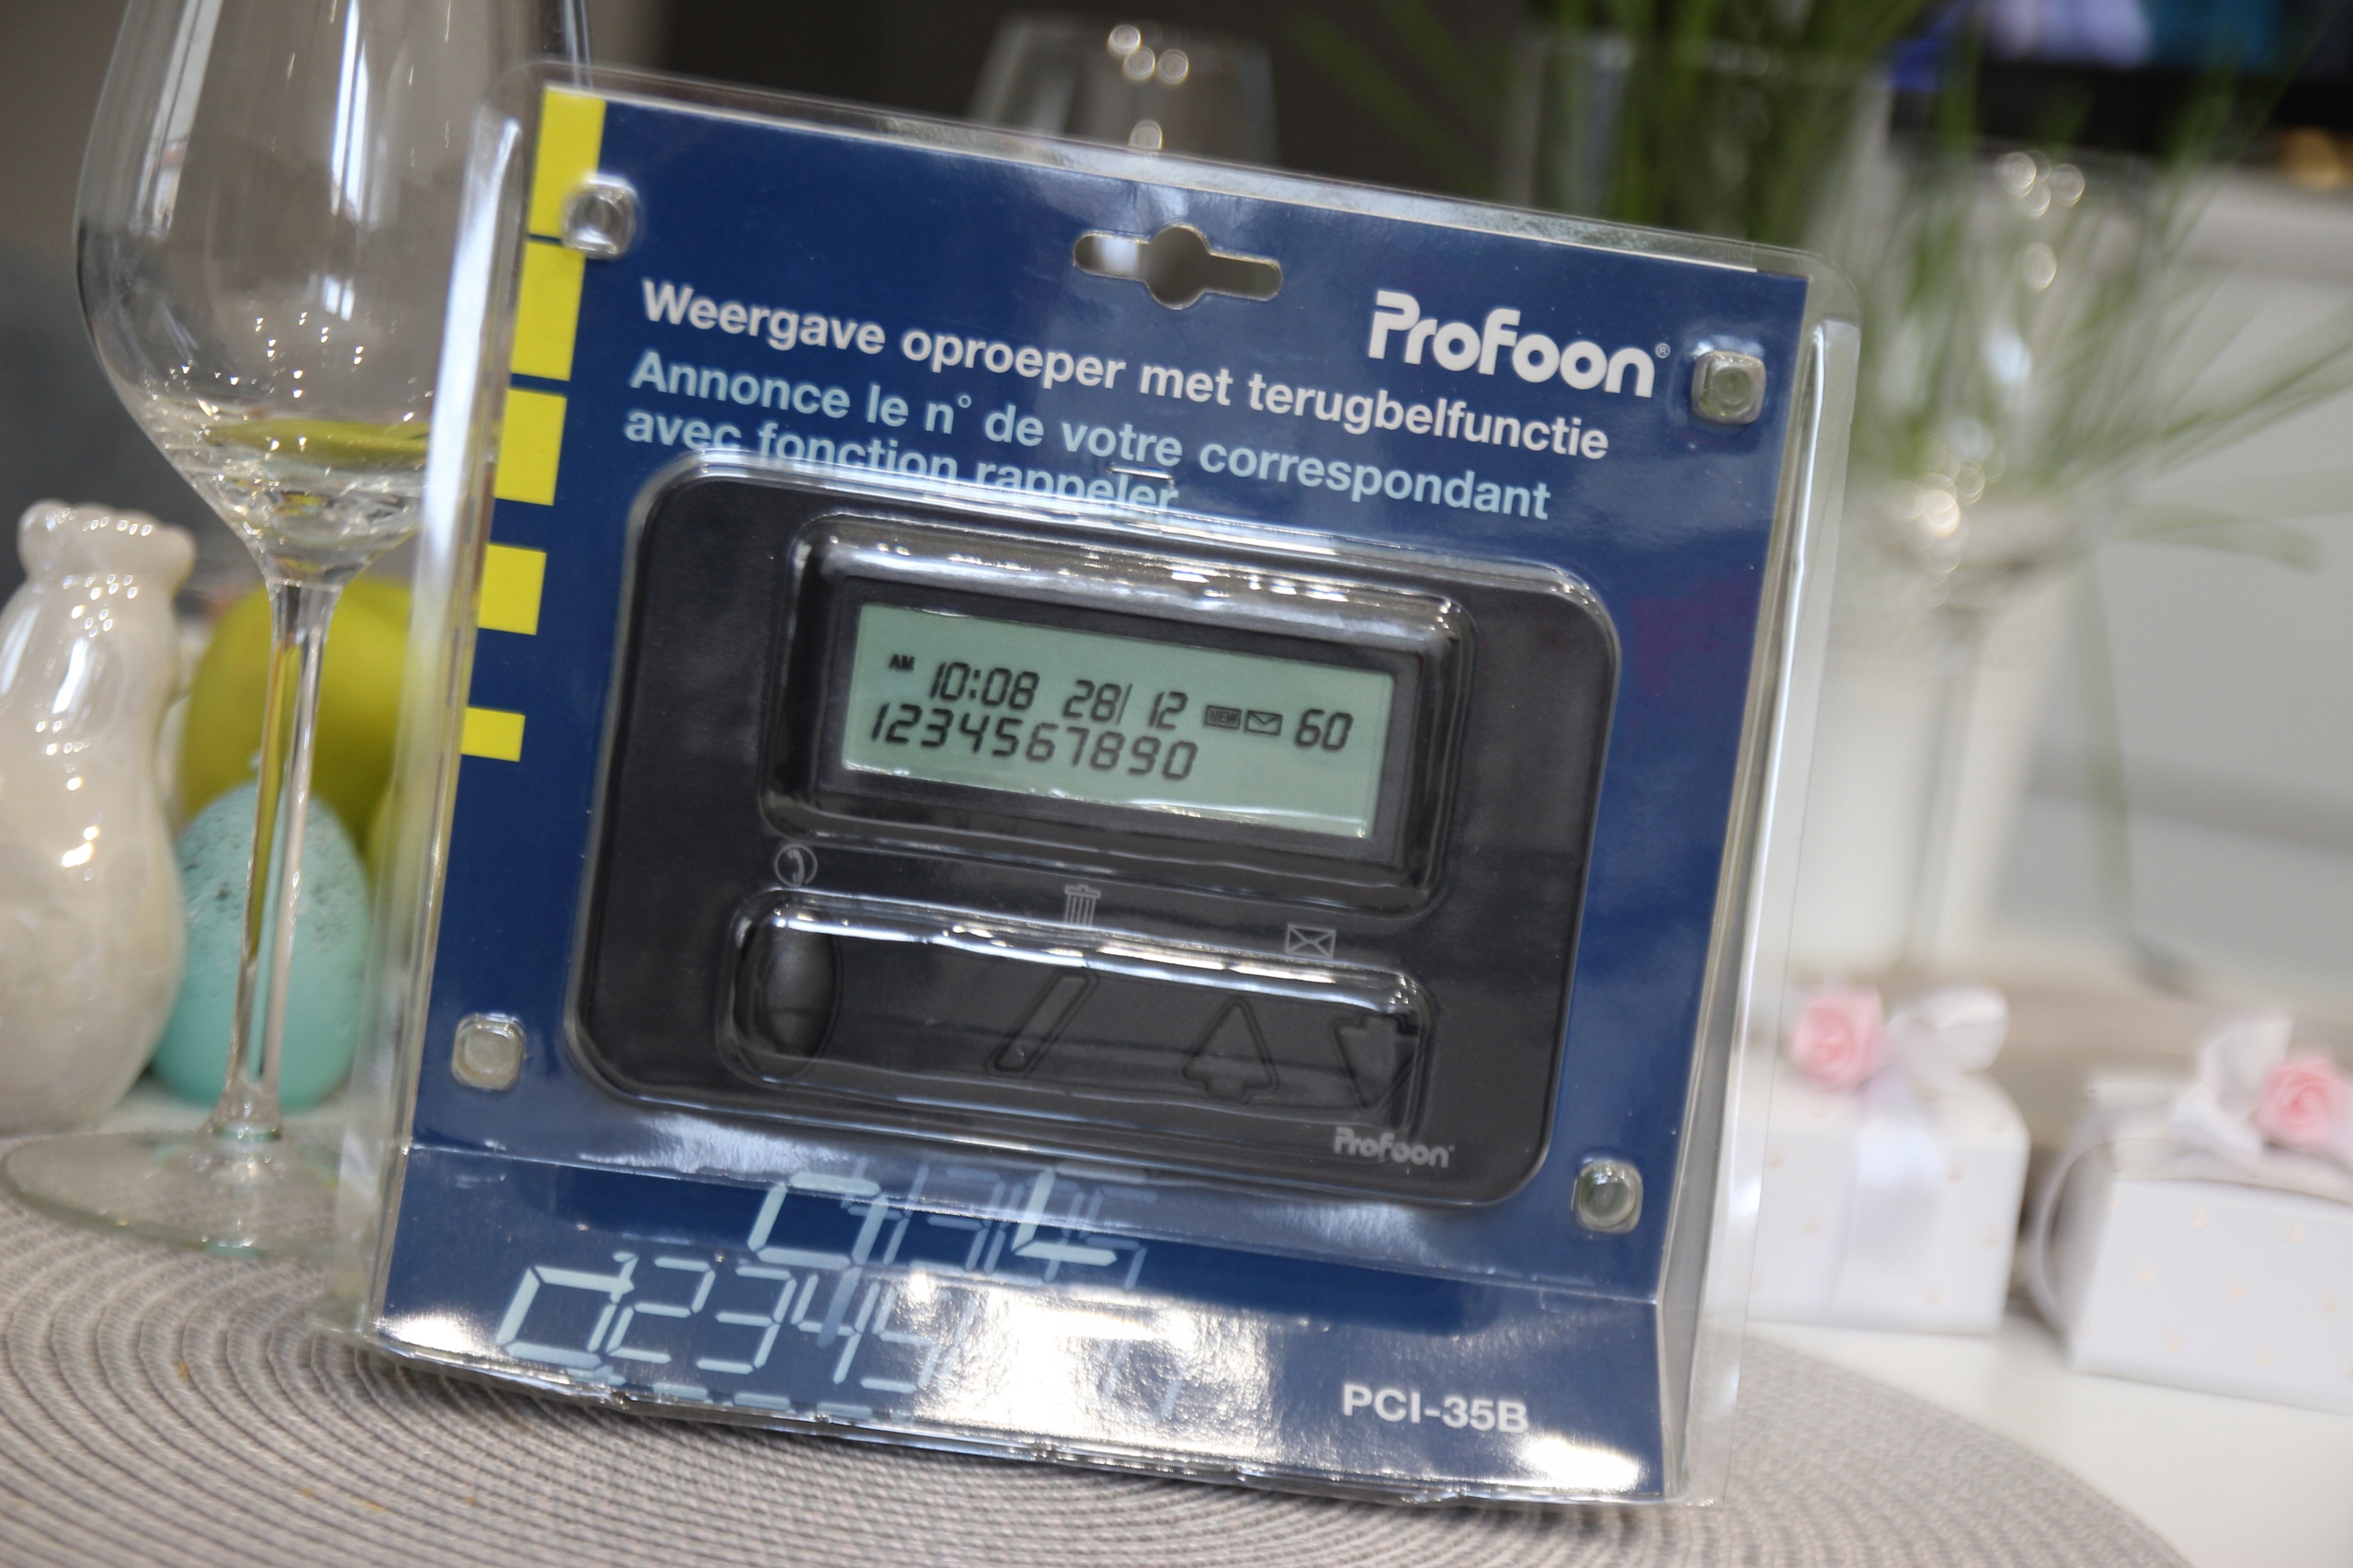 Profoon®
Weergave oproeper met terugbelfunctie
Annonce le n° de votre correspondant
avec fonction rappeler
AM 10:08 28/ 12 NEW 60
1234567890
Profoon
PCI-35B